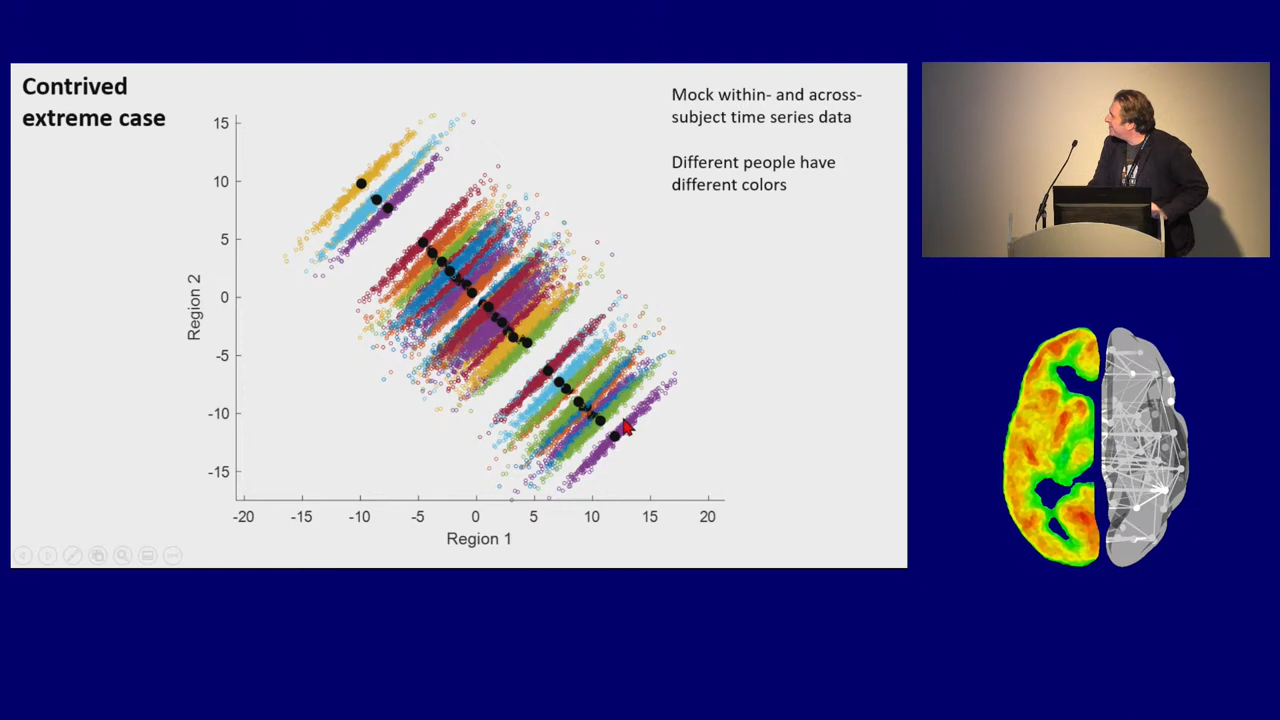 Contrived
extreme case
Mock within- and across-
subject time series data
Different people have
different colors
15
10
5
0
-5
-10
-15
Region 2
-20
-15
-10
-5
0
5
10
15
20
Region 1